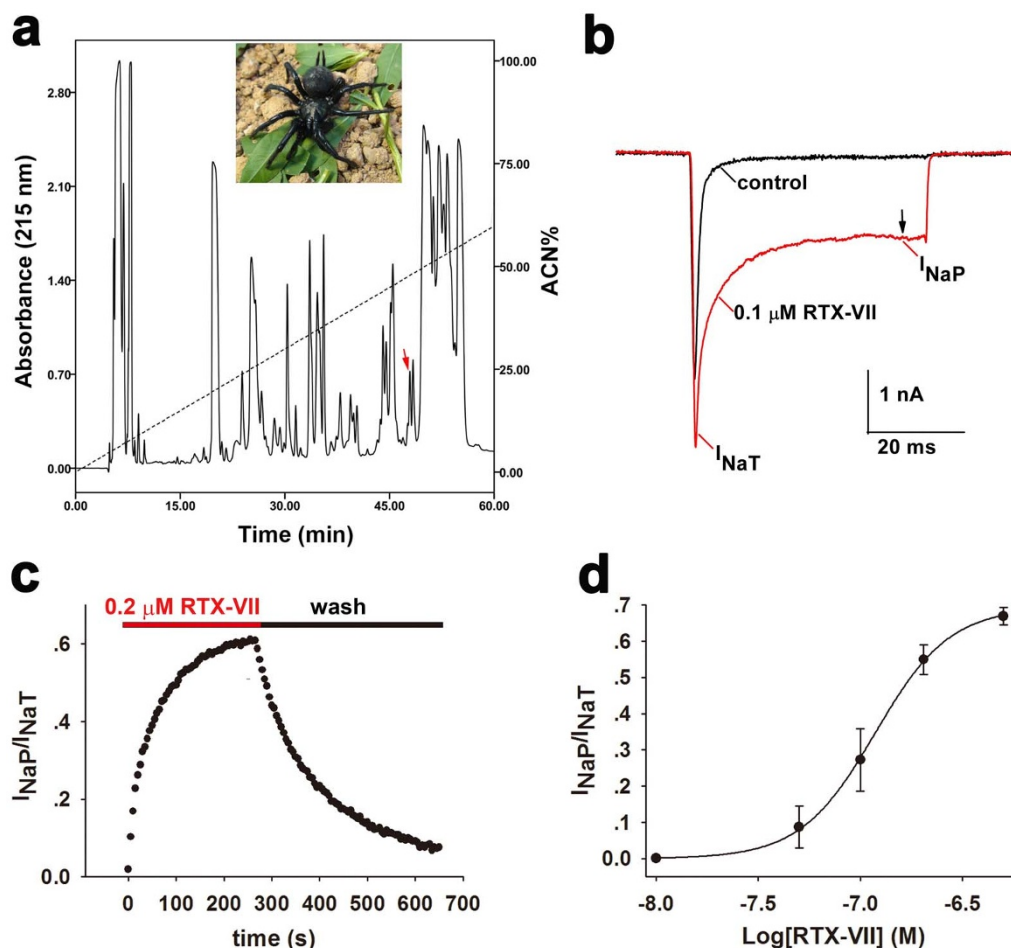 a
Absorbance (215 nm)
2.80
2.10
1.40
0.70
0.00
100.00
75.00
50.00
25.00
0.00
ACN%
0.00
15.00
30.00
45.00
60.00
Time (min)
b
control
INaP
0.1 μM RTX-VII
INaT
1 nA
20 ms
c
0.2 μM RTX-VII
wash
INaP/INaT
.6
.4
.2
0.0
0 100 200 300 400 500 600 700
time (s)
d
INaP/INaT
.7
.6
.5
.4
.3
.2
.1
0.0
-8.0 -7.5 -7.0 -6.5
Log[RTX-VII] (M)